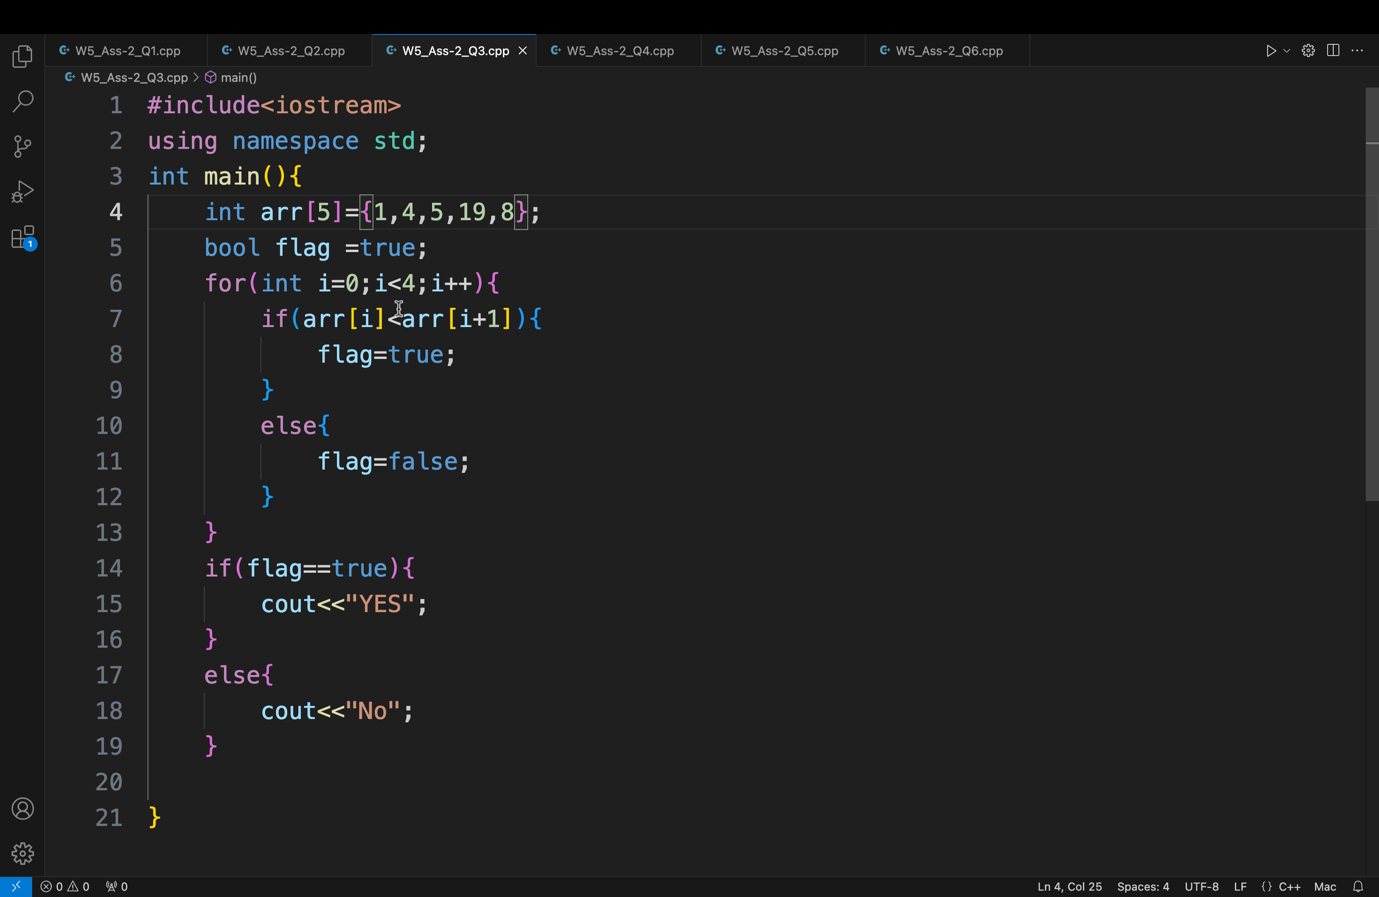 W5_Ass-2_Q1.cpp W5_Ass-2_Q2.cpp W5_Ass-2_Q3.cpp W5_Ass-2_Q4.cpp W5_Ass-2_Q5.cpp W5_Ass-2_Q6.cpp
W5_Ass-2_Q3.cpp > main()
1 #include<iostream>
2 using namespace std;
3 int main(){
4 int arr[5]={1,4,5,19,8};
5 bool flag =true;
6 for(int i=0;i<4;i++){
7 if(arr[i]<arr[i+1]){
8 flag=true;
9 }
10 else{
11 flag=false;
12 }
13 }
14 if(flag==true){
15 cout<<"YES";
16 }
17 else{
18 cout<<"No";
19 }
20
21 }
1
0 0 0 Ln 4, Col 25 Spaces: 4 UTF-8 LF {} C++ Mac